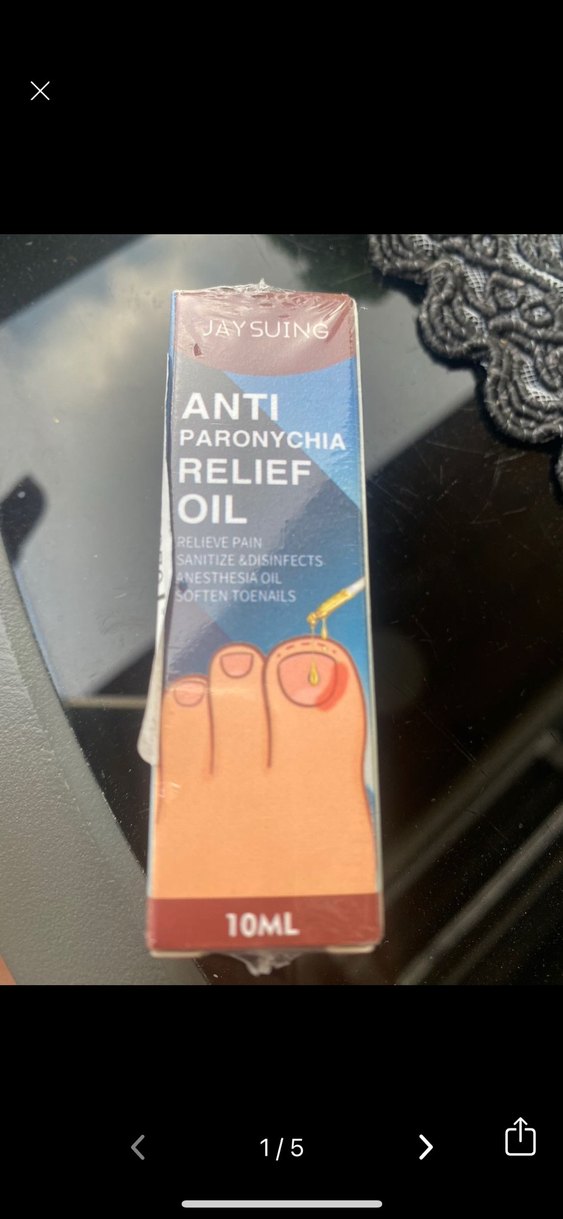 JAYSUING
ANTI
PARONYCHIA
RELIEF
OIL
RELIEVE PAIN
SANITIZE &DISINFECTS
ANESTHESIA OIL
SOFTEN TOENAILS
10ML
1/5